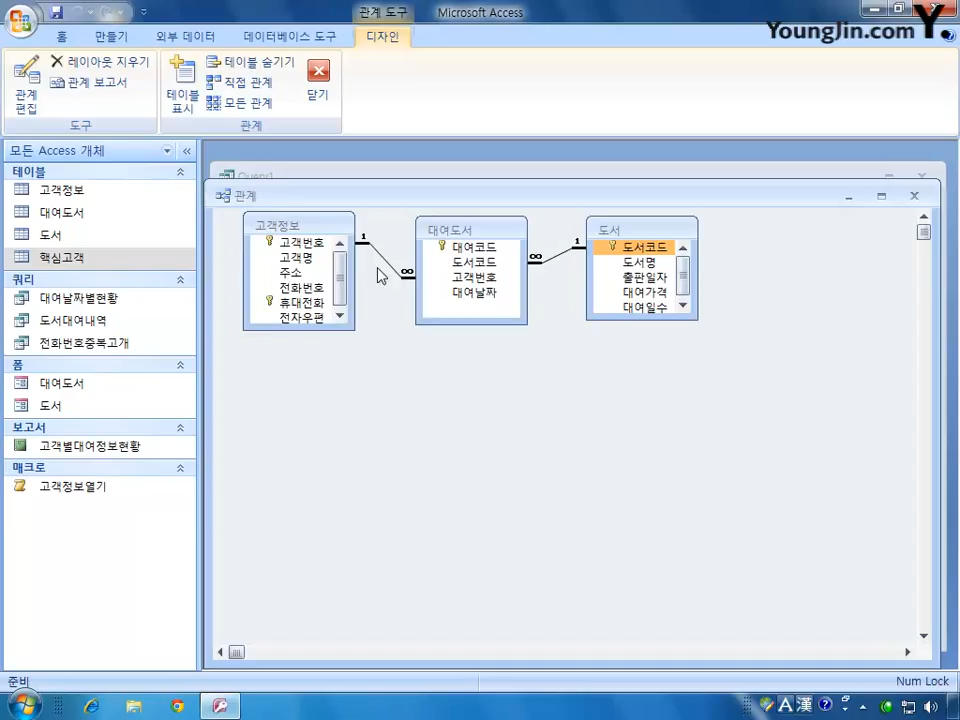 관계 도구
Microsoft Access
YoungJin.com Y.
홈
만들기
외부 데이터
데이터베이스 도구
디자인
관계
편집
레이아웃 지우기
관계 보고서
도구
테이블
표시
테이블 숨기기
직접 관계
모든 관계
닫기
관계
모든 Access 개체
테이블
고객정보
대여도서
도서
핵심고객
쿼리
대여날짜별현황
도서대여내역
전화번호중복고개
폼
대여도서
도서
보고서
고객별대여정보현황
매크로
고객정보열기
Query1
관계
고객정보
고객번호
고객명
주소
전화번호
휴대전화
전자우편
1
∞
대여도서
대여코드
도서코드
고객번호
대여날짜
∞
1
도서
도서코드
도서명
출판일자
대여가격
대여일수
준비
Num Lock
A 漢